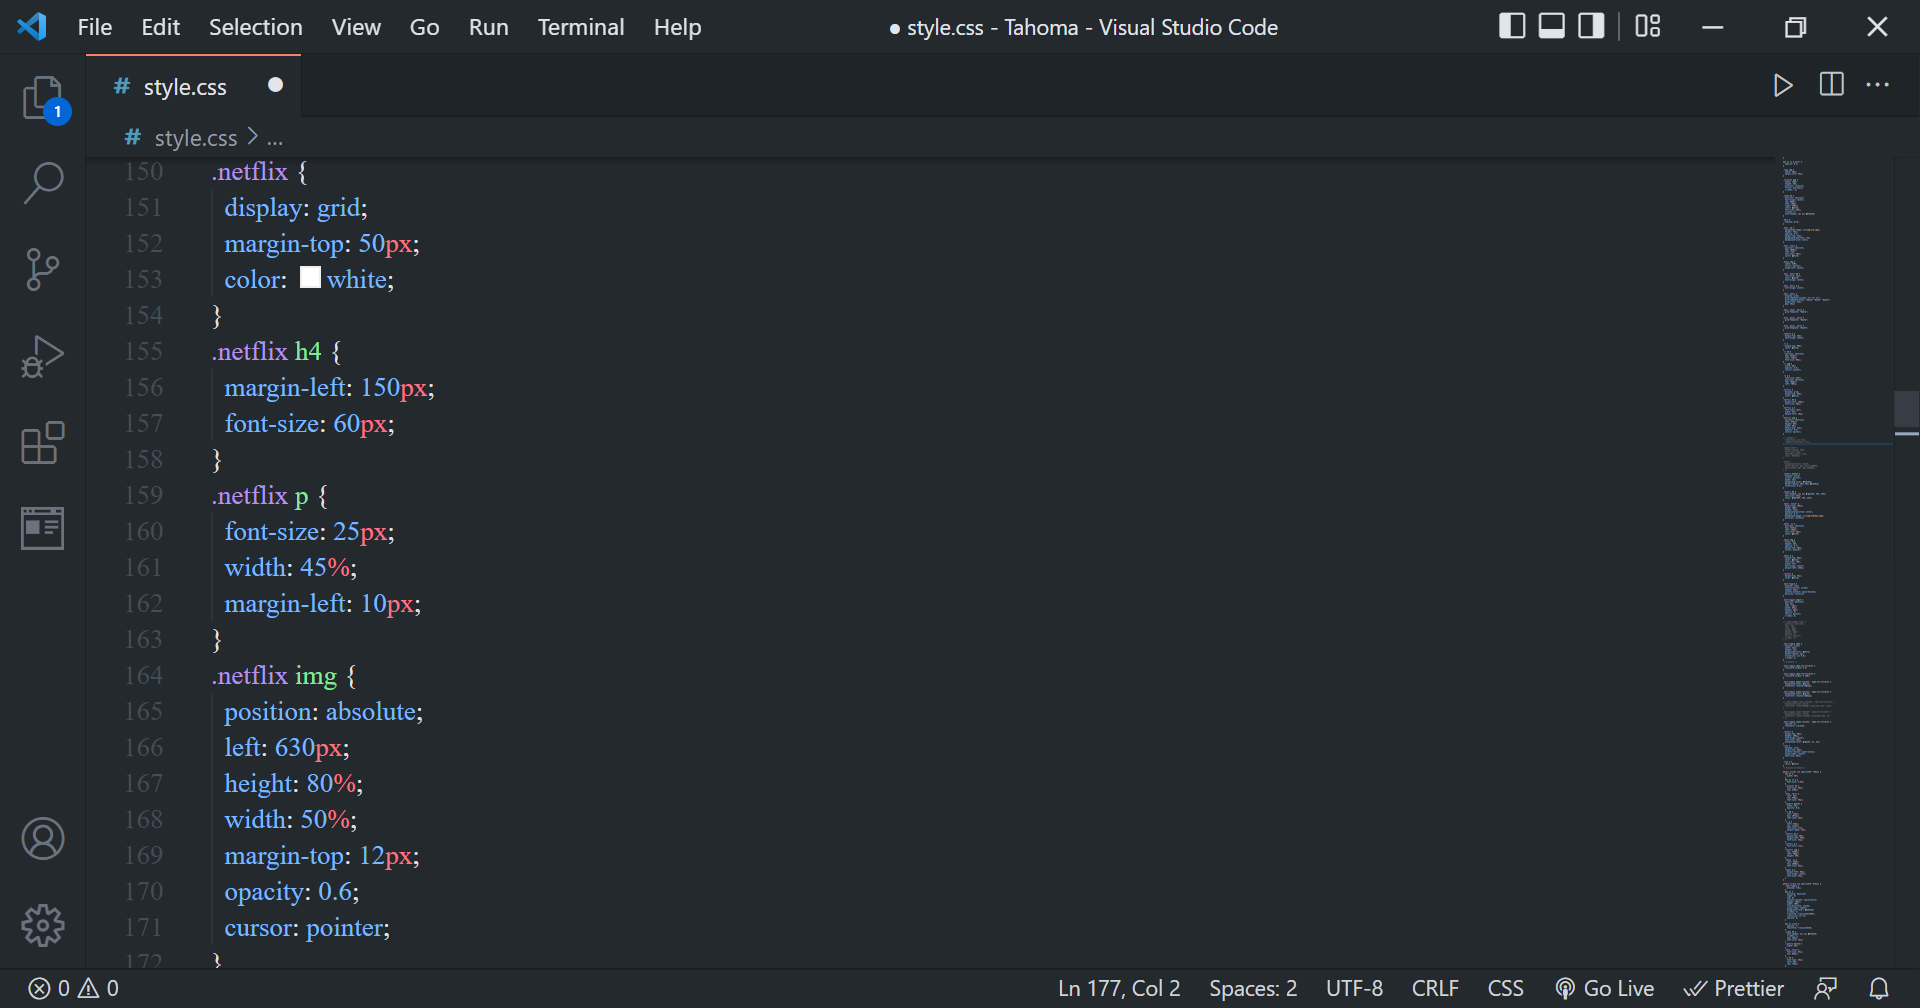 File Edit Selection View Go Run Terminal Help
● style.css - Tahoma - Visual Studio Code
# style.css ●
1
# style.css > ...
150 .netflix {
151 display: grid;
152 margin-top: 50px;
153 color: white;
154 }
155 .netflix h4 {
156 margin-left: 150px;
157 font-size: 60px;
158 }
159 .netflix p {
160 font-size: 25px;
161 width: 45%;
162 margin-left: 10px;
163 }
164 .netflix img {
165 position: absolute;
166 left: 630px;
167 height: 80%;
168 width: 50%;
169 margin-top: 12px;
170 opacity: 0.6;
171 cursor: pointer;
172 }
0 0 Ln 177, Col 2 Spaces: 2 UTF-8 CRLF CSS Go Live Prettier